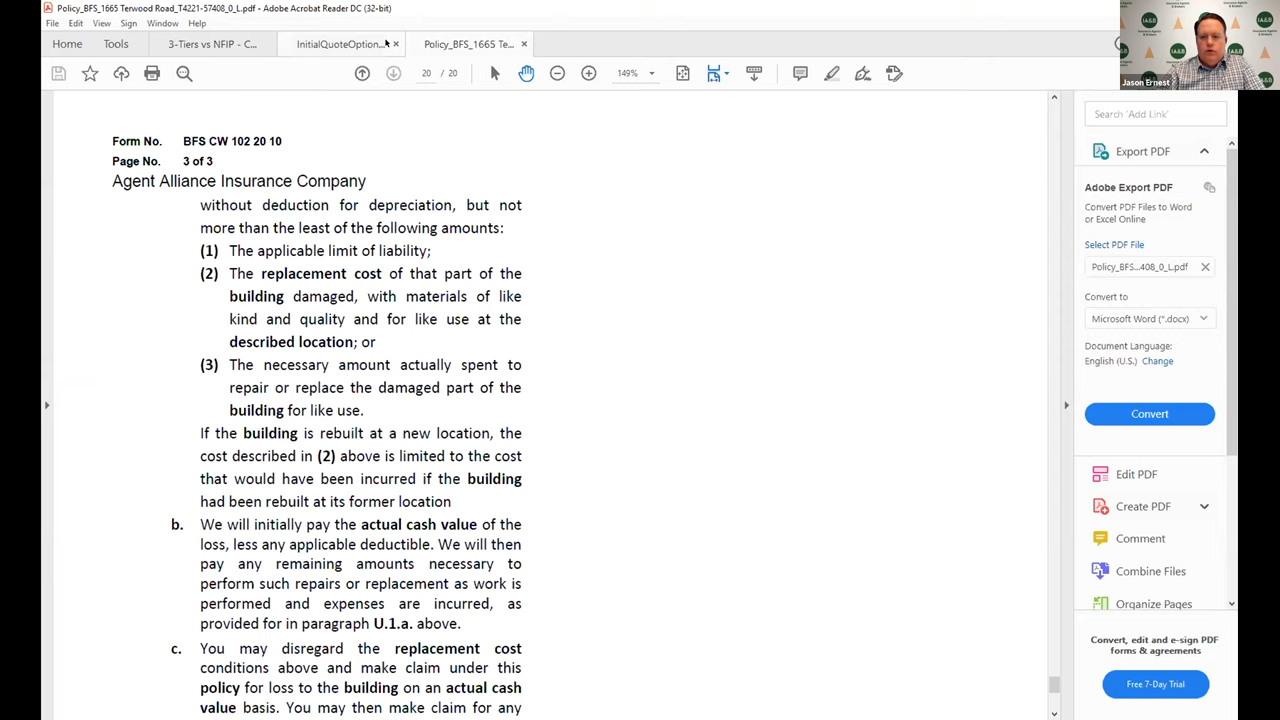 Policy_BFS_1665 Terwood Road_T4221-57408_0_L.pdf - Adobe Acrobat Reader DC (32-bit)
File Edit View Sign Window Help
Home Tools 3-Tiers vs NFIP - C... InitialQuoteOption... Policy_BFS_1665 Te...
20 / 20 149%
Jason Ernest
Search 'Add Link'
Export PDF
Adobe Export PDF
Convert PDF Files to Word
or Excel Online
Select PDF File
Policy_BFS...408_0_L.pdf
Convert to
Microsoft Word (*.docx)
Document Language:
English (U.S.) Change
Convert
Edit PDF
Create PDF
Comment
Combine Files
Organize Pages
Convert, edit and e-sign PDF
forms & agreements
Free 7-Day Trial
Form No. BFS CW 102 20 10
Page No. 3 of 3
Agent Alliance Insurance Company
without deduction for depreciation, but not
more than the least of the following amounts:
(1) The applicable limit of liability;
(2) The replacement cost of that part of the
building damaged, with materials of like
kind and quality and for like use at the
described location; or
(3) The necessary amount actually spent to
repair or replace the damaged part of the
building for like use.
If the building is rebuilt at a new location, the
cost described in (2) above is limited to the cost
that would have been incurred if the building
had been rebuilt at its former location
b. We will initially pay the actual cash value of the
loss, less any applicable deductible. We will then
pay any remaining amounts necessary to
perform such repairs or replacement as work is
performed and expenses are incurred, as
provided for in paragraph U.1.a. above.
c. You may disregard the replacement cost
conditions above and make claim under this
policy for loss to the building on an actual cash
value basis. You may then make claim for any